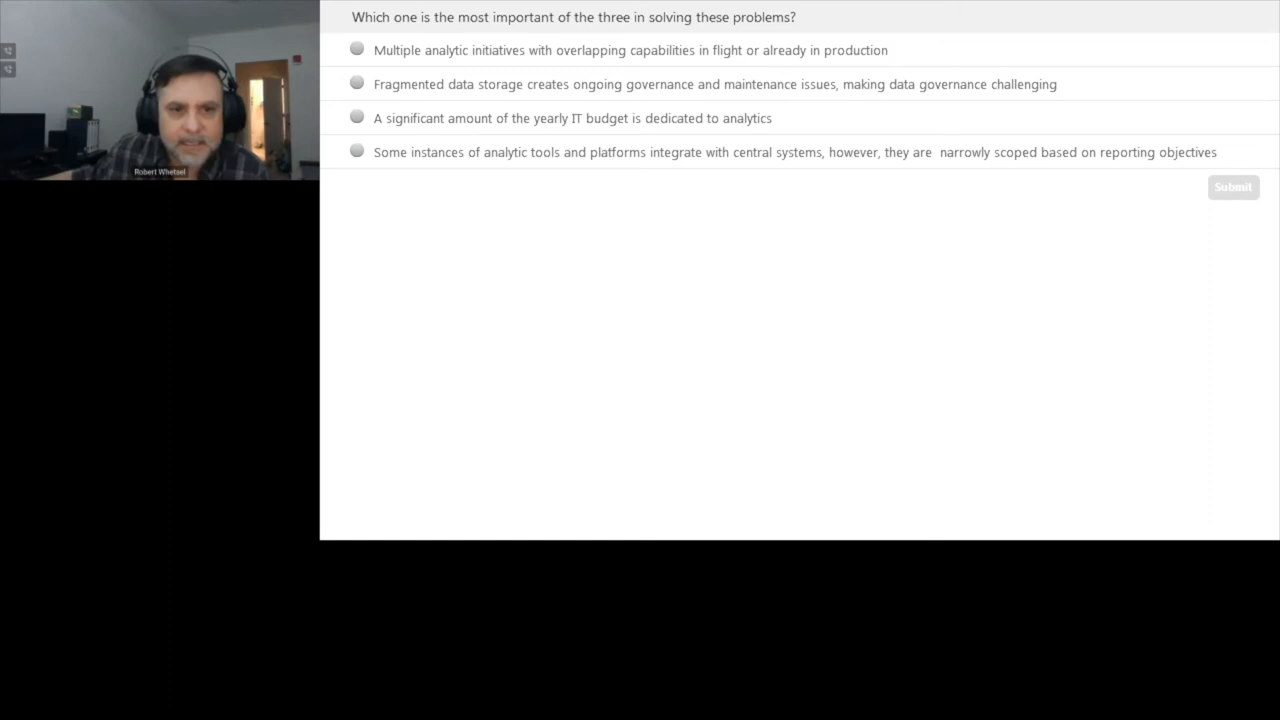 Which one is the most important of the three in solving these problems?
Multiple analytic initiatives with overlapping capabilities in flight or already in production
Fragmented data storage creates ongoing governance and maintenance issues, making data governance challenging
A significant amount of the yearly IT budget is dedicated to analytics
Some instances of analytic tools and platforms integrate with central systems, however, they are  narrowly scoped based on reporting objectives
Submit
Robert Whetsel